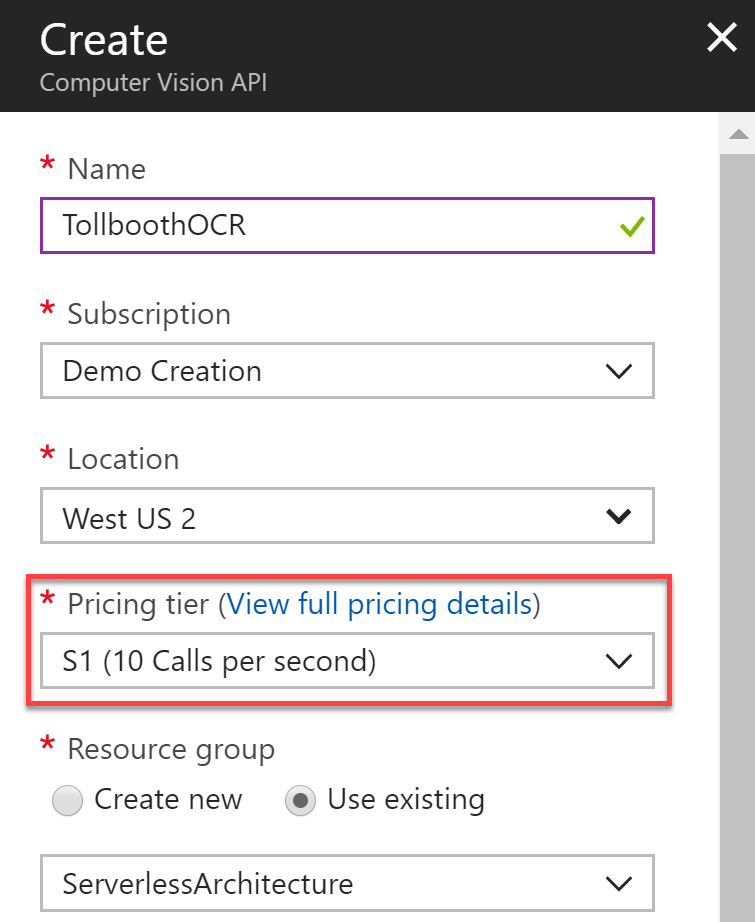 Create
Computer Vision API
* Name
TollboothOCR
* Subscription
Demo Creation
* Location
West US 2
* Pricing tier (View full pricing details)
S1 (10 Calls per second)
* Resource group
Create new Use existing
ServerlessArchitecture